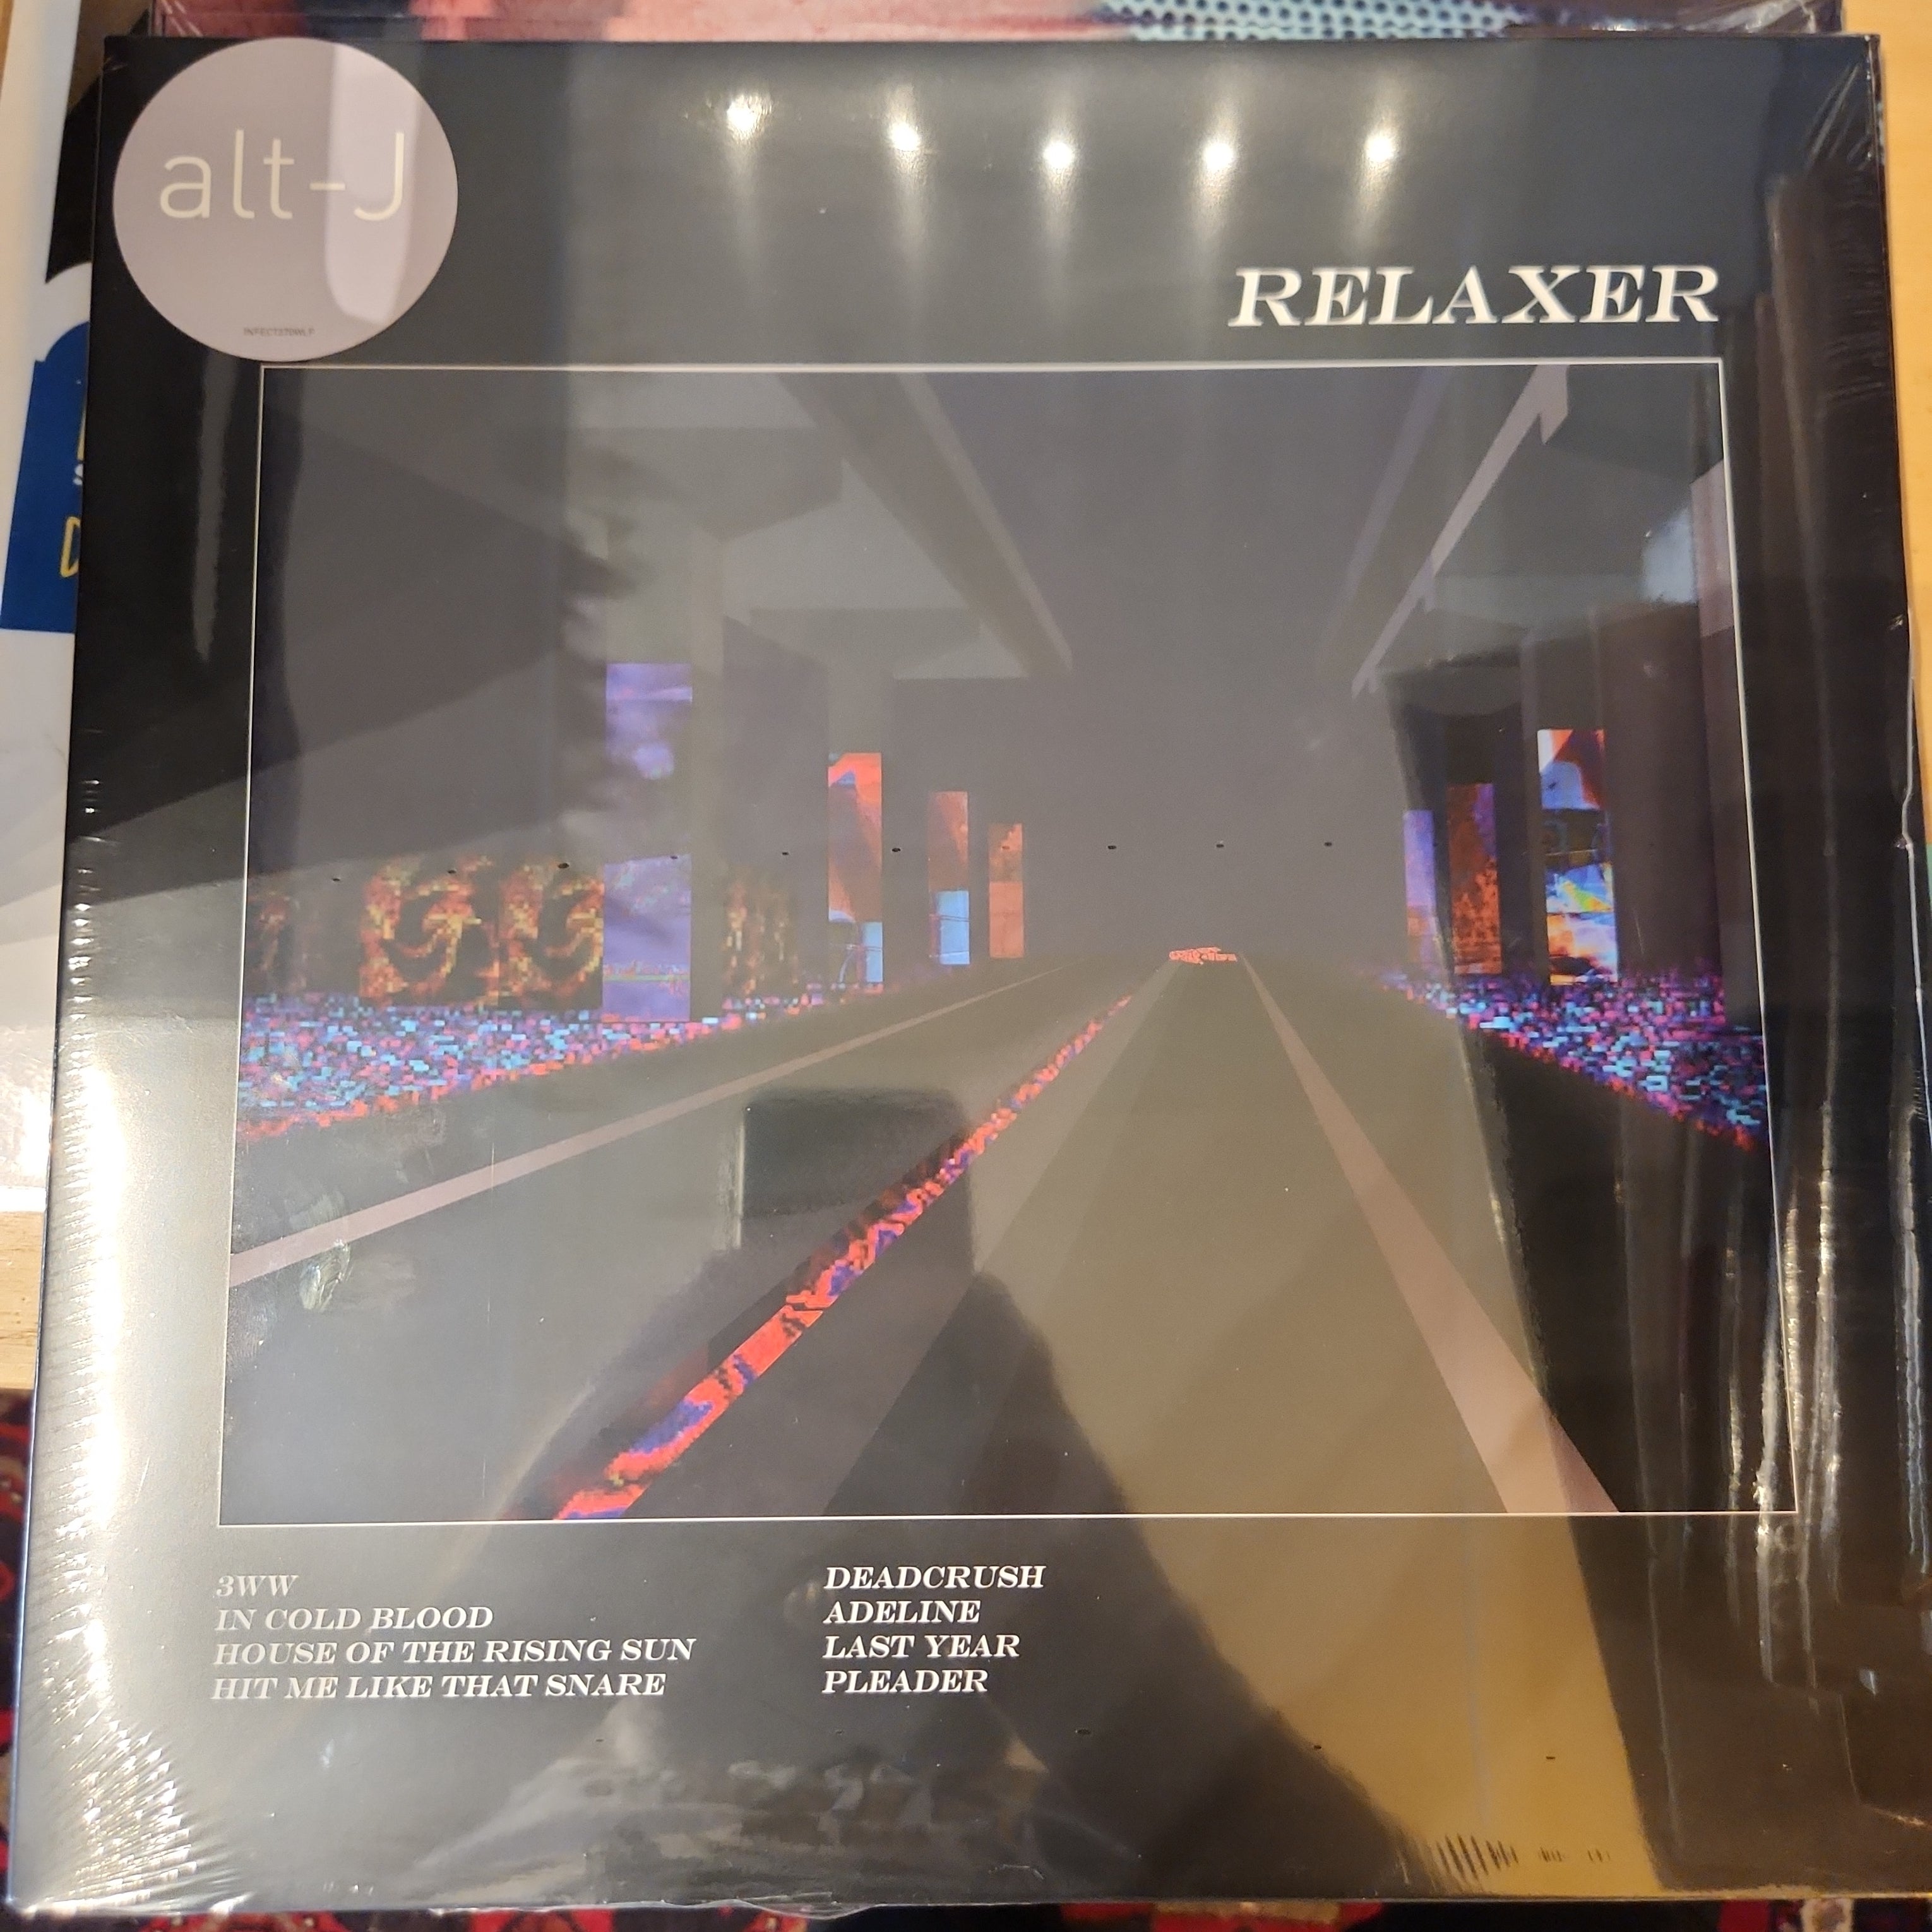 alt-J
RELAXER
3WW
IN COLD BLOOD
HOUSE OF THE RISING SUN
HIT ME LIKE THAT SNARE
DEADCRUSH
ADELINE
LAST YEAR
PLEADER